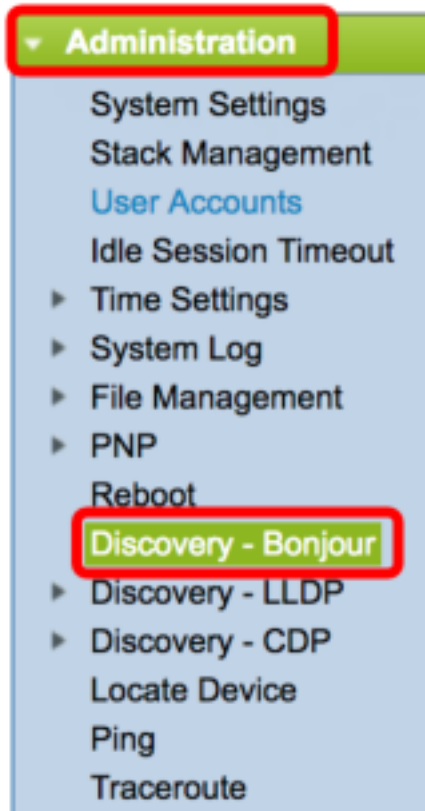 Administration
System Settings
Stack Management
User Accounts
Idle Session Timeout
Time Settings
System Log
File Management
PNP
Reboot
Discovery - Bonjour
Discovery - LLDP
Discovery - CDP
Locate Device
Ping
Traceroute